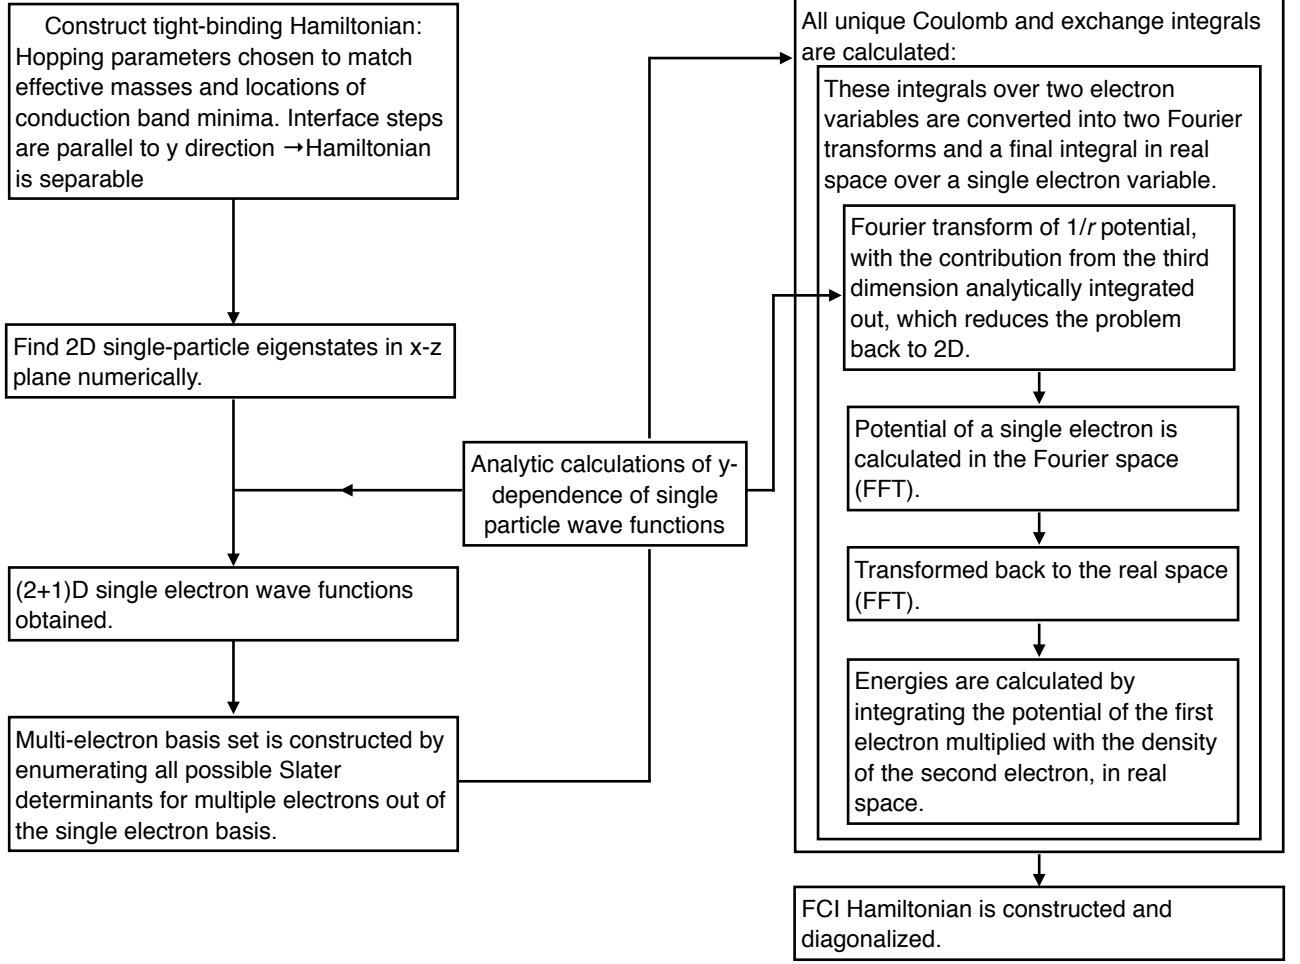 Construct tight-binding Hamiltonian:
Hopping parameters chosen to match
effective masses and locations of
conduction band minima. Interface steps
are parallel to y direction →Hamiltonian
is separable
Find 2D single-particle eigenstates in x-z
plane numerically.
Analytic calculations of y-
dependence of single
particle wave functions
(2+1)D single electron wave functions
obtained.
Multi-electron basis set is constructed by
enumerating all possible Slater
determinants for multiple electrons out of
the single electron basis.
All unique Coulomb and exchange integrals
are calculated:
These integrals over two electron
variables are converted into two Fourier
transforms and a final integral in real
space over a single electron variable.
Fourier transform of 1/r potential,
with the contribution from the third
dimension analytically integrated
out, which reduces the problem
back to 2D.
Potential of a single electron is
calculated in the Fourier space
(FFT).
Transformed back to the real space
(FFT).
Energies are calculated by
integrating the potential of the first
electron multiplied with the density
of the second electron, in real
space.
FCI Hamiltonian is constructed and
diagonalized.